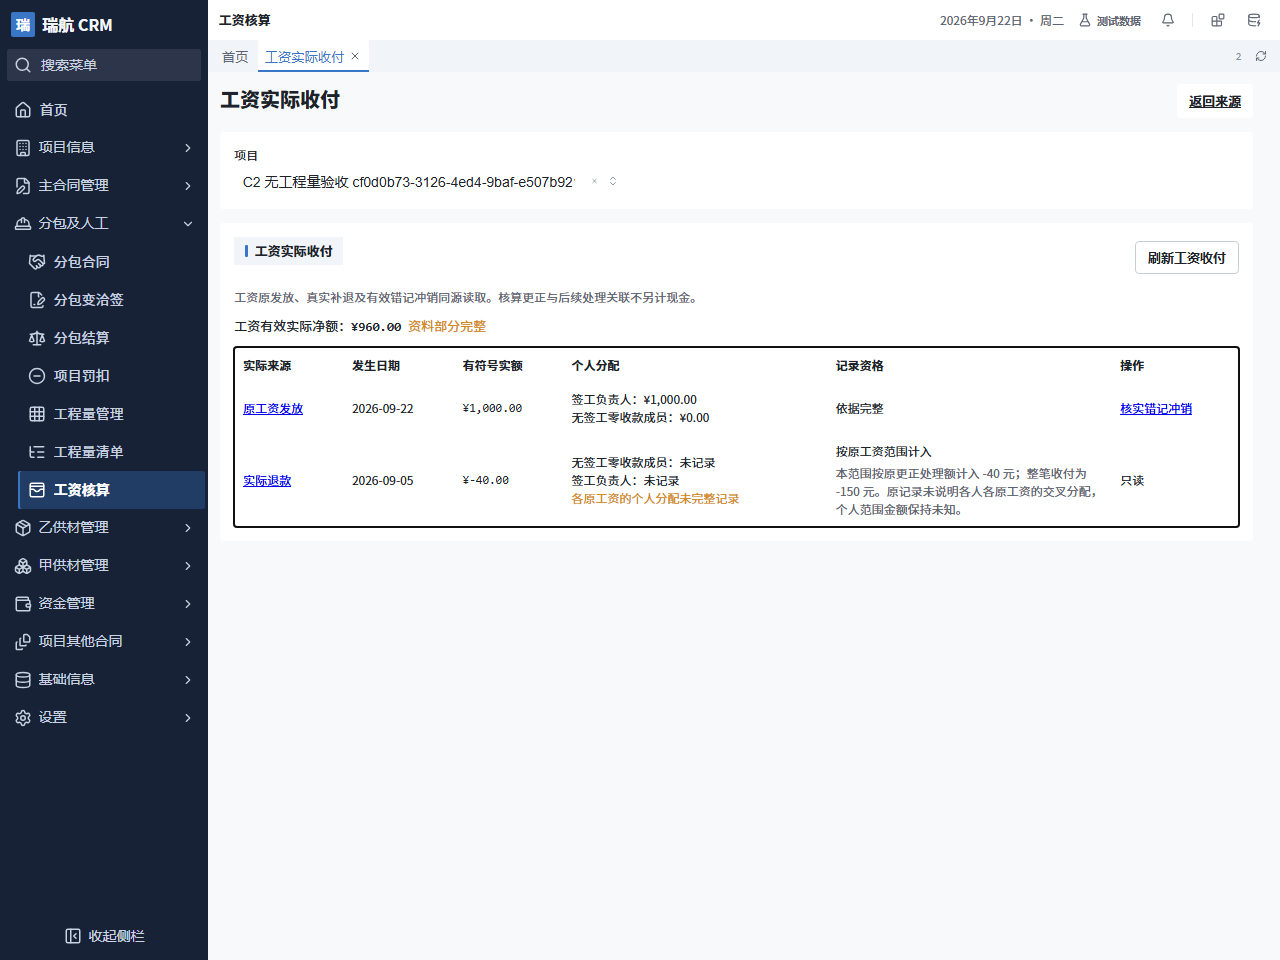 瑞 瑞航 CRM
搜索菜单
首页
项目信息
主合同管理
分包及人工
分包合同
分包变洽签
分包结算
项目罚扣
工程量管理
工程量清单
工资核算
乙供材管理
甲供材管理
资金管理
项目其他合同
基础信息
设置
收起侧栏
工资核算
2026年9月22日 · 周二 测试数据
首页 工资实际收付 2
工资实际收付
返回来源
项目
C2 无工程量验收 cf0d0b73-3126-4ed4-9baf-e507b92
工资实际收付
刷新工资收付
工资原发放、真实补退及有效错记冲销同源读取。核算更正与后续处理关联不另计现金。
工资有效实际净额：¥960.00 资料部分完整
实际来源 发生日期 有符号实额 个人分配 记录资格 操作
原工资发放 2026-09-22 ¥1,000.00 签工负责人：¥1,000.00 依据完整 核实错记冲销
无签工零收款成员：¥0.00
实际退款 2026-09-05 ¥-40.00 无签工零收款成员：未记录 按原工资范围计入 只读
签工负责人：未记录
各原工资的个人分配未完整记录
本范围按原更正处理额计入 -40 元；整笔收付为
-150 元。原记录未说明各人各原工资的交叉分配，
个人范围金额保持未知。